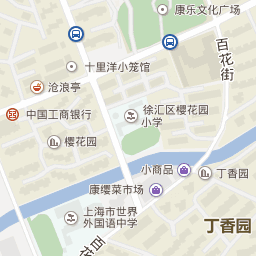 康乐文化广场
百花街
十里洋小笼馆
沧浪亭
中国工商银行
徐汇区樱花园
小学
樱花园
小商品
丁香园
康缨菜市场
上海市世界
外国语中学
丁香园
百花